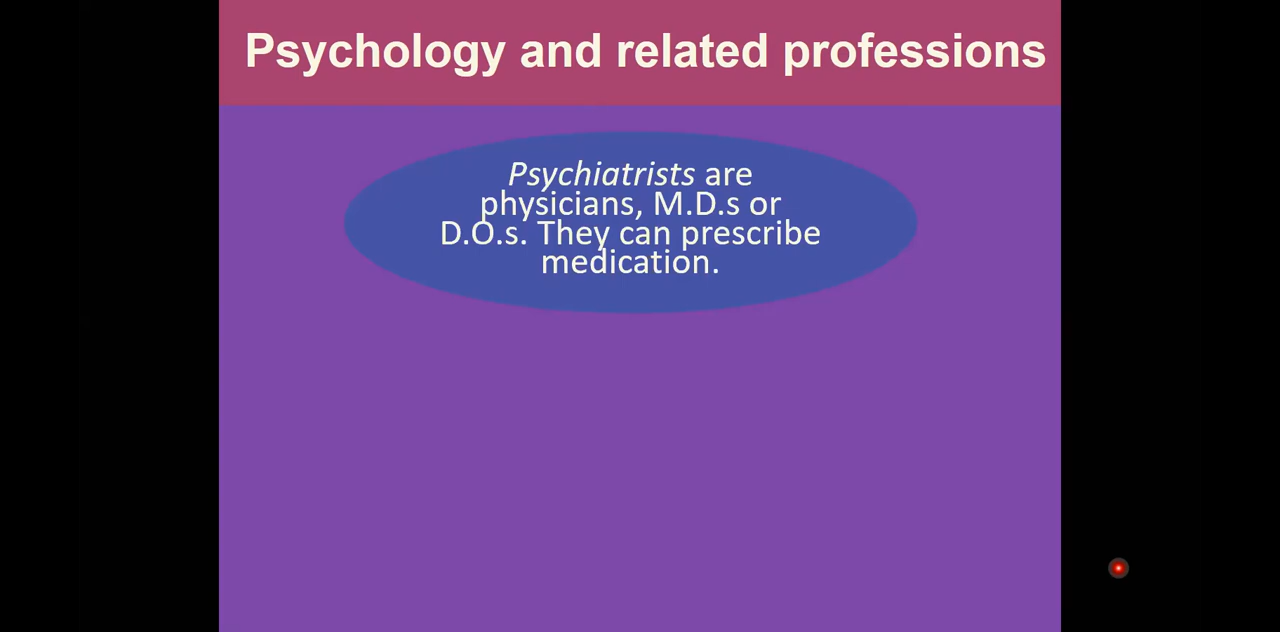 Psychology and related professions
Psychiatrists are
physicians, M.D.s or
D.O.s. They can prescribe
medication.